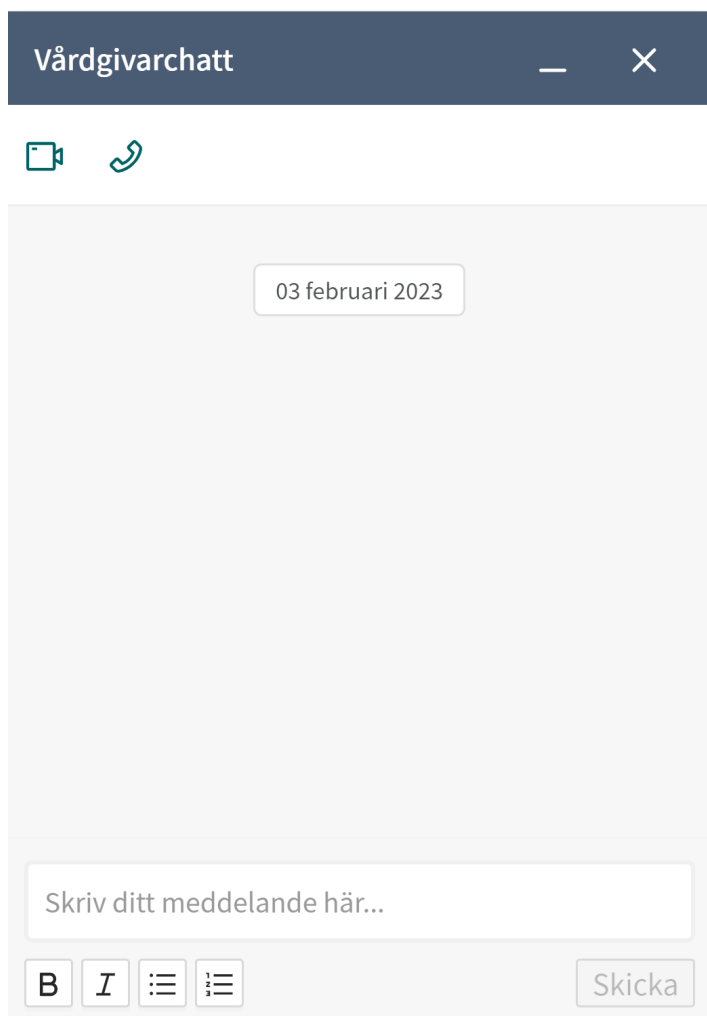 Vårdgivarchatt
03 februari 2023
Skriv ditt meddelande här...
B I
Skicka